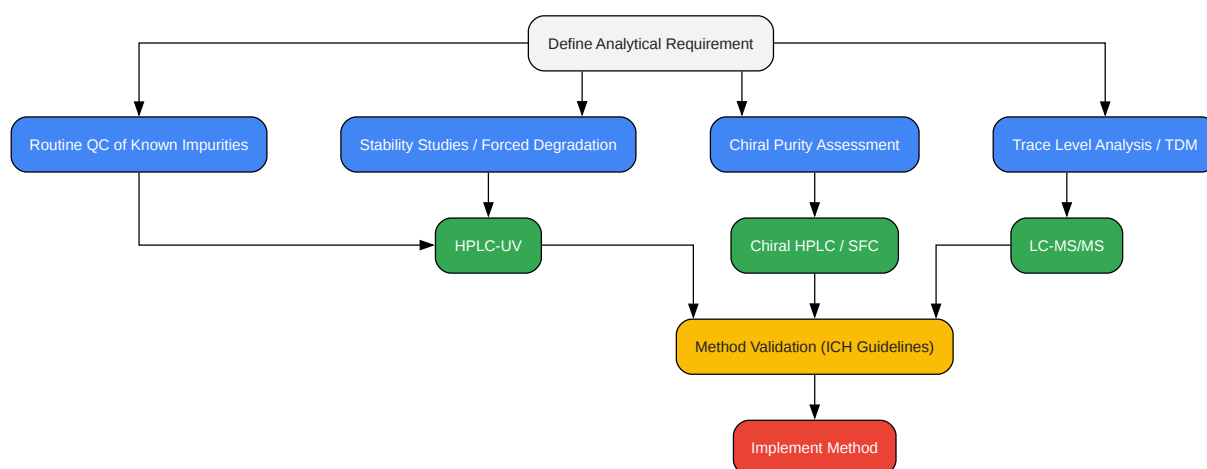 Define Analytical Requirement
Routine QC of Known Impurities
Stability Studies / Forced Degradation
Chiral Purity Assessment
Trace Level Analysis / TDM
HPLC-UV
Chiral HPLC / SFC
LC-MS/MS
Method Validation (ICH Guidelines)
Implement Method